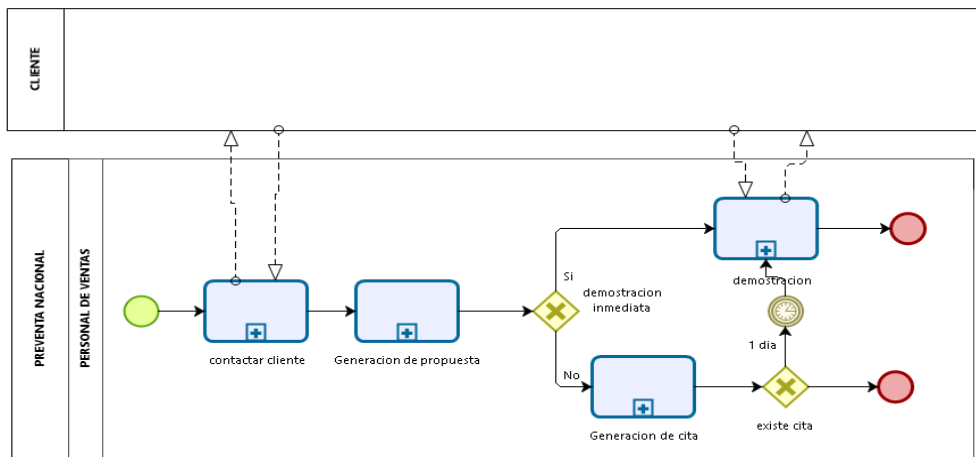 CLIENTE
PREVENTA NACIONAL
PERSONAL DE VENTAS
contactar cliente
Generacion de propuesta
Si
demostracion
inmediata
No
Generacion de cita
demostracion
1 dia
existe cita